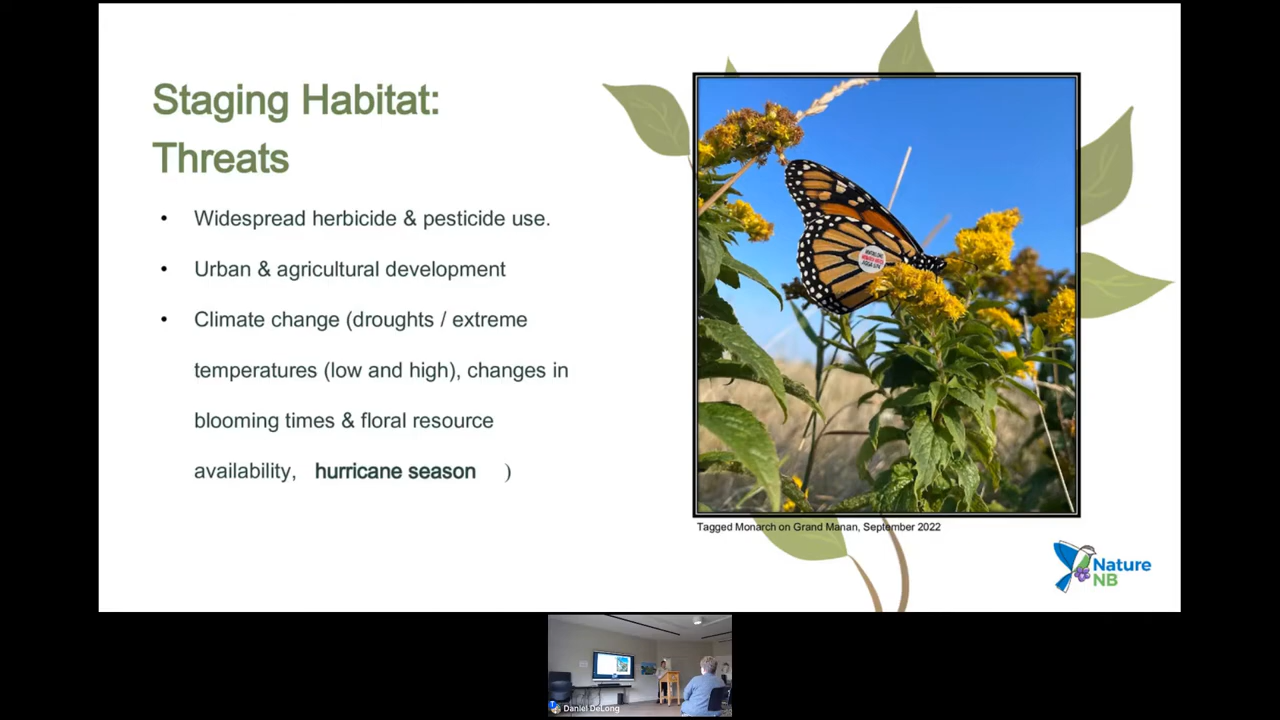 Staging Habitat:
Threats
• Widespread herbicide & pesticide use.
• Urban & agricultural development
• Climate change (droughts / extreme
temperatures (low and high), changes in
blooming times & floral resource
availability, hurricane season )
Tagged Monarch on Grand Manan, September 2022
Nature
NB
Daniel DeLong